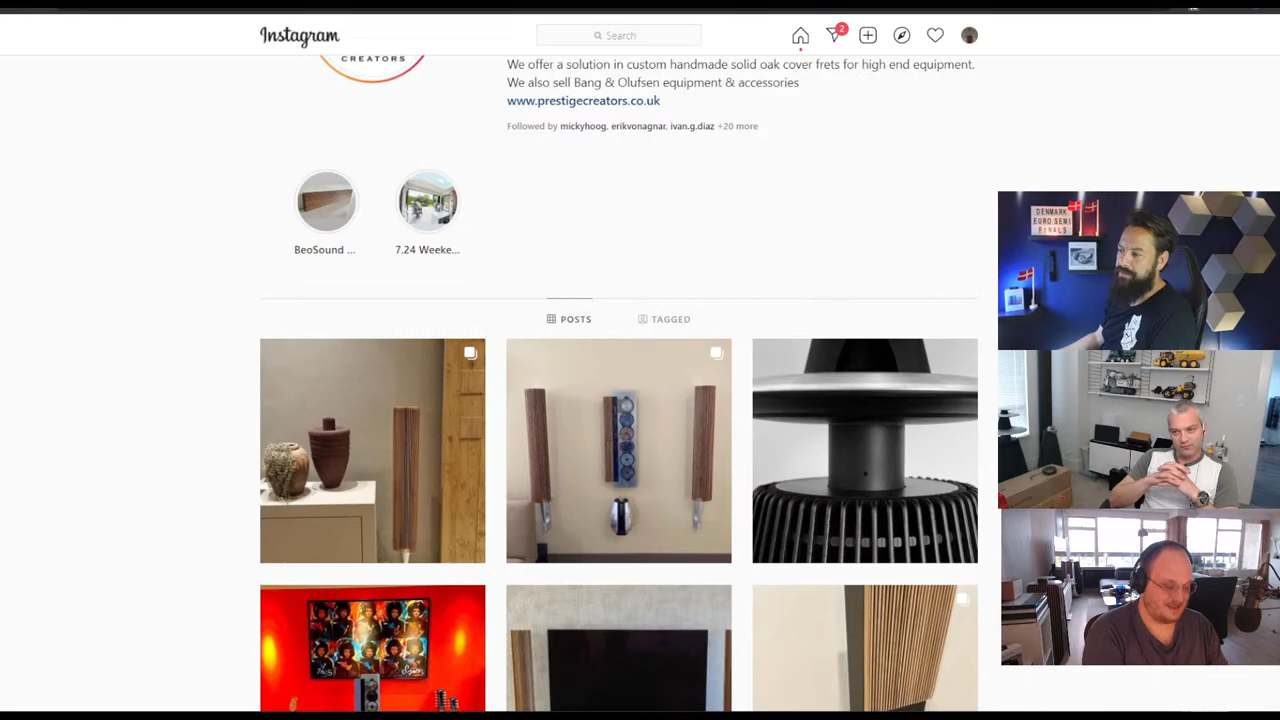 Instagram
Search
2
CREATORS
We offer a solution in custom handmade solid oak cover frets for high end equipment.
We also sell Bang & Olufsen equipment & accessories
www.prestigecreators.co.uk
Followed by mickyhoog, erikvonagnar, ivan.g.diaz +20 more
BeoSound ...
7.24 Weeke...
POSTS
TAGGED
DENMARK
EURO SEMI
FINALS